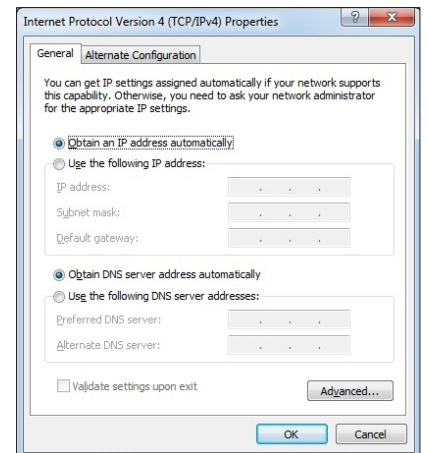 Internet Protocol Version 4 (TCP/IPv4) Properties
General
Alternate Configuration
You can get IP settings assigned automatically if your network supports
this capability. Otherwise, you need to ask your network administrator
for the appropriate IP settings.
Obtain an IP address automatically
Use the following IP address:
IP address:
Subnet mask:
Default gateway:
Obtain DNS server address automatically
Use the following DNS server addresses:
Preferred DNS server:
Alternate DNS server:
Validate settings upon exit
Advanced...
OK
Cancel